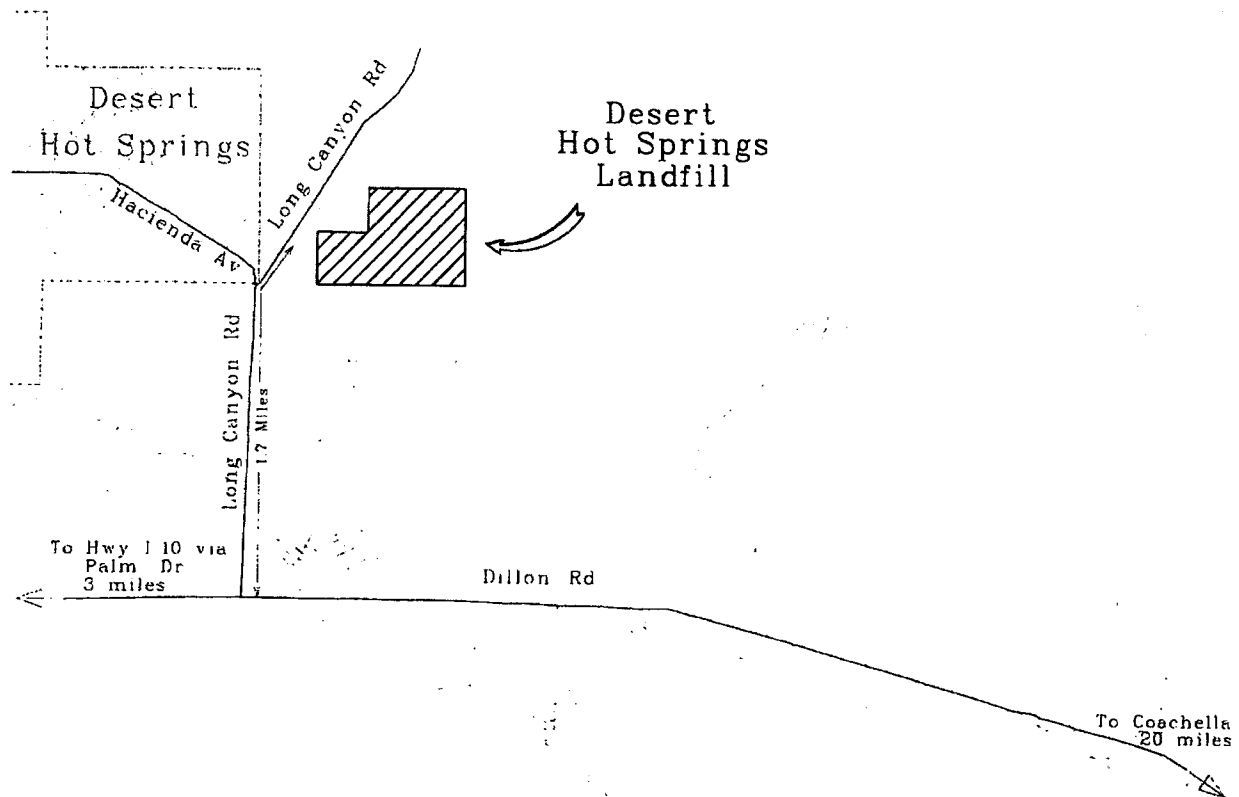 Desert
Hot Springs
Long Canyon Rd
Desert
Hot Springs
Landfill
Hacienda Av
Long Canyon Rd
1.7 Miles
To Hwy I 10 via
Palm Dr
3 miles
Dillon Rd
To Coachella
20 miles